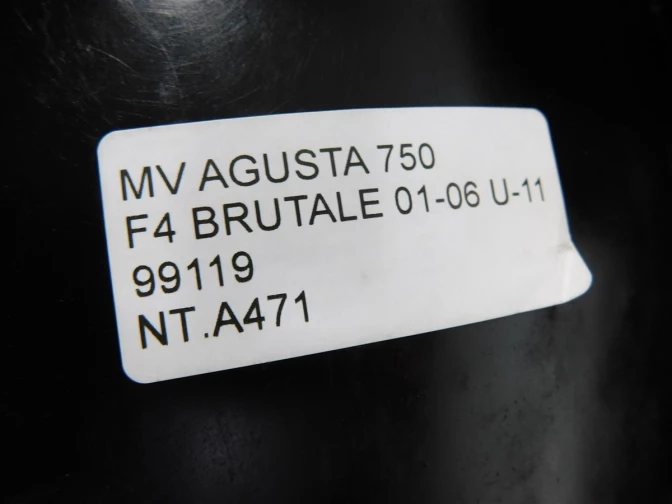 MV AGUSTA 750
F4 BRUTALE 01-06 U-11
99119
NT.A471